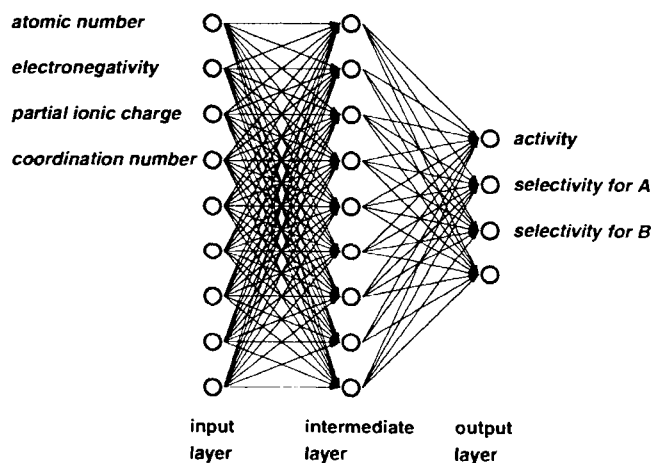 atomic number
electronegativity
partial ionic charge
coordination number
activity
selectivity for A
selectivity for B
input
layer
intermediate
layer
output
layer